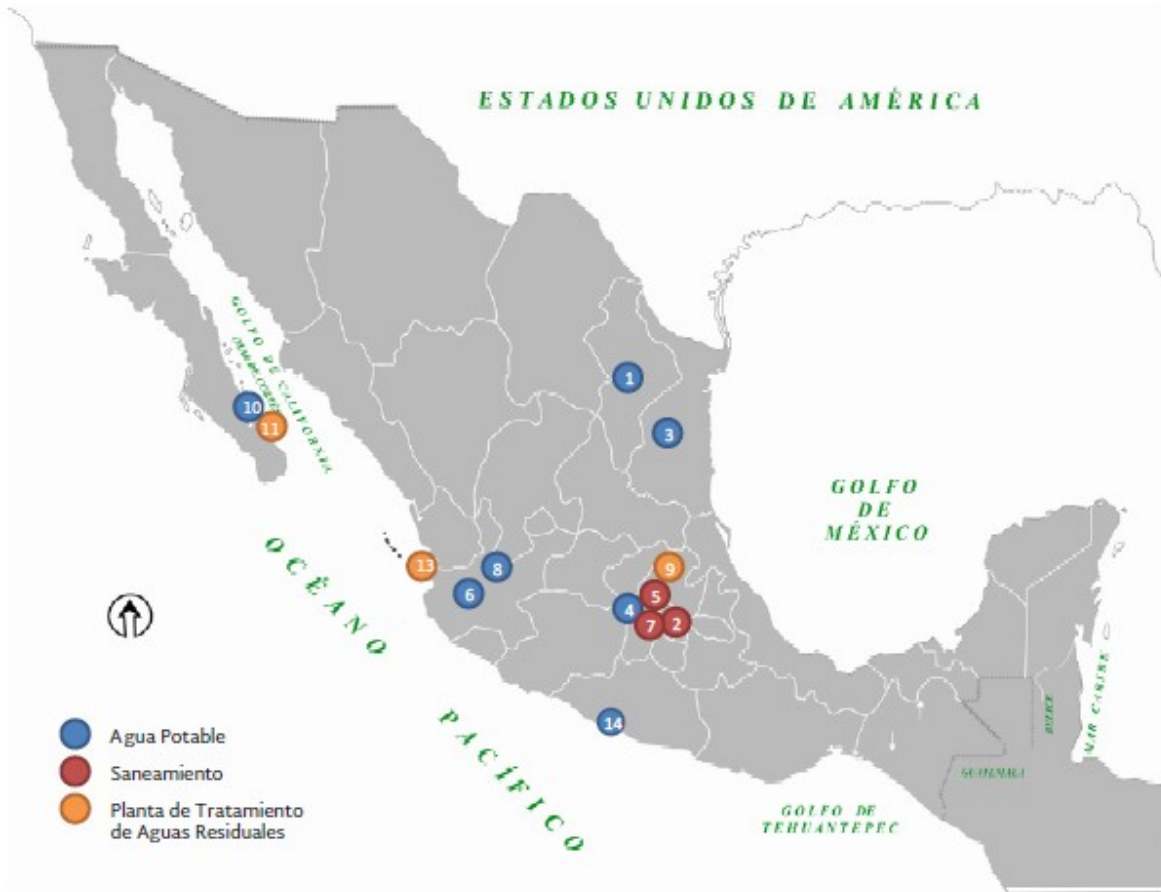 ESTADOS UNIDOS DE AMÉRICA
GOLFO DE CALIFORNIA
1
10
11
3
GOLFO
DE
MÉXICO
OCÉANO
13
8
9
6
5
4
7
2
PACÍFICO
14
MAR CARIBE
BELICE
GUATEMALA
GOLFO DE
TEHUANTEPEC
Agua Potable
Saneamiento
Planta de Tratamiento
de Aguas Residuales